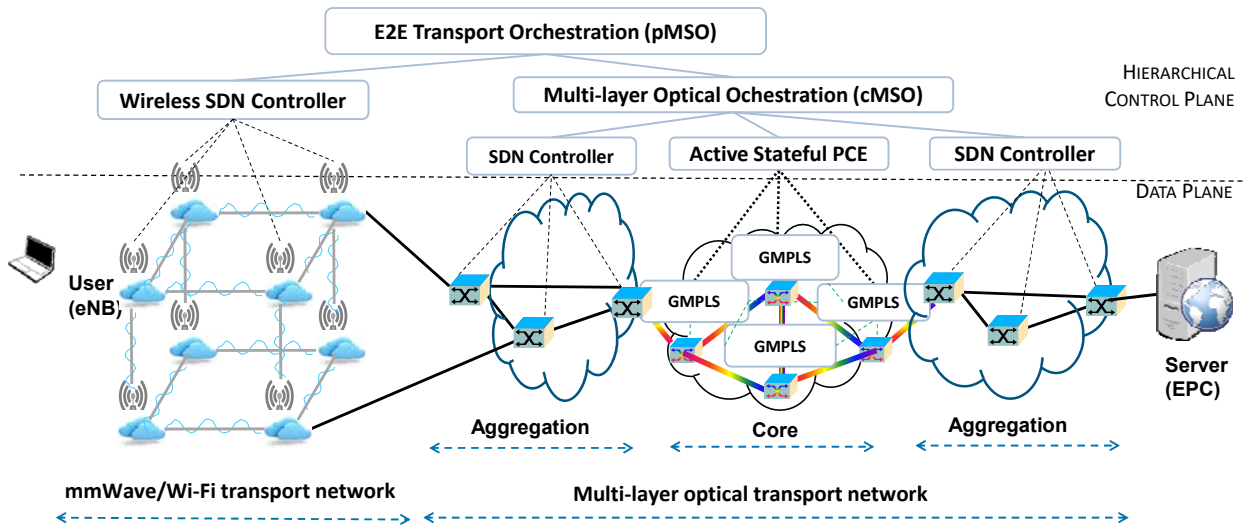 E2E Transport Orchestration (pMSO)
HIERARCHICAL
CONTROL PLANE
Wireless SDN Controller
Multi-layer Optical Ochestration (cMSO)
SDN Controller
Active Stateful PCE
SDN Controller
DATA PLANE
User
(eNB)
GMPLS
GMPLS
GMPLS
GMPLS
Server
(EPC)
Aggregation
Core
Aggregation
mmWave/Wi-Fi transport network
Multi-layer optical transport network